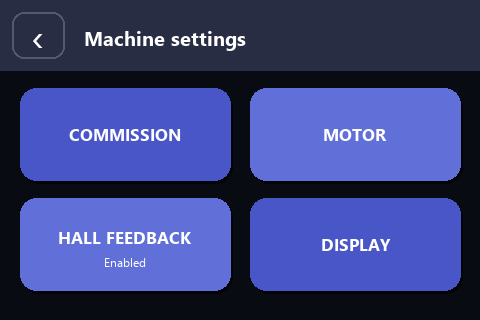 ‹ Machine settings
COMMISSION
MOTOR
HALL FEEDBACK
Enabled
DISPLAY